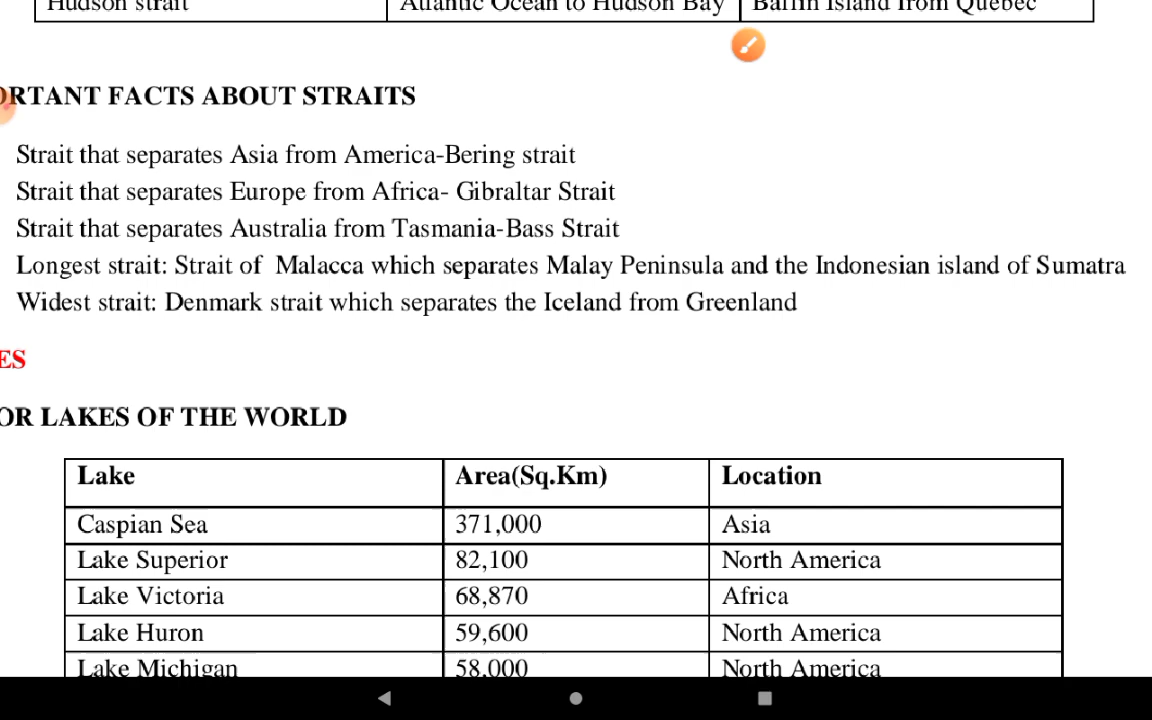 Hudson strait Atlantic Ocean to Hudson Bay Baffin Island from Quebec
ORTANT FACTS ABOUT STRAITS
Strait that separates Asia from America-Bering strait
Strait that separates Europe from Africa- Gibraltar Strait
Strait that separates Australia from Tasmania-Bass Strait
Longest strait: Strait of Malacca which separates Malay Peninsula and the Indonesian island of Sumatra
Widest strait: Denmark strait which separates the Iceland from Greenland
ES
OR LAKES OF THE WORLD
Lake Area(Sq.Km) Location
Caspian Sea 371,000 Asia
Lake Superior 82,100 North America
Lake Victoria 68,870 Africa
Lake Huron 59,600 North America
Lake Michigan 58,000 North America